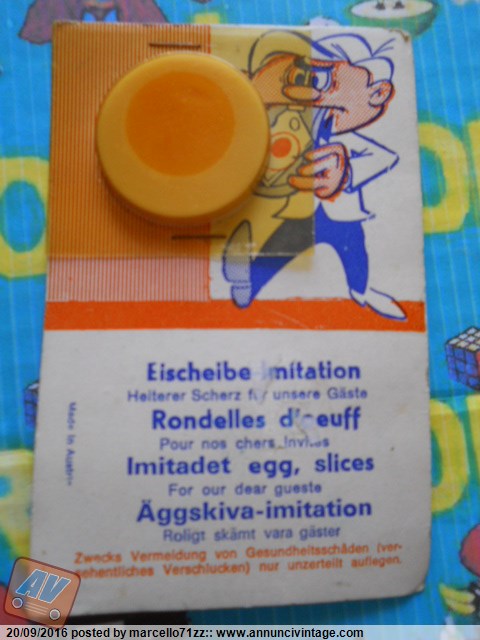 Eischeibe-Imitation
Heiterer Scherz für unsere Gäste
Rondelles d'oeuff
Pour nos chers Invités
Imitadet egg, slices
For our dear gueste
Äggskiva-imitation
Roligt skämt vara gäster
Zwecks Vermeidung von Gesundheitsschäden (ver-
sehentliches Verschlucken) nur unzerteilt auflegen.
Made in Austria
AV
20/09/2016 posted by marcello71zz:: www.annuncivintage.com